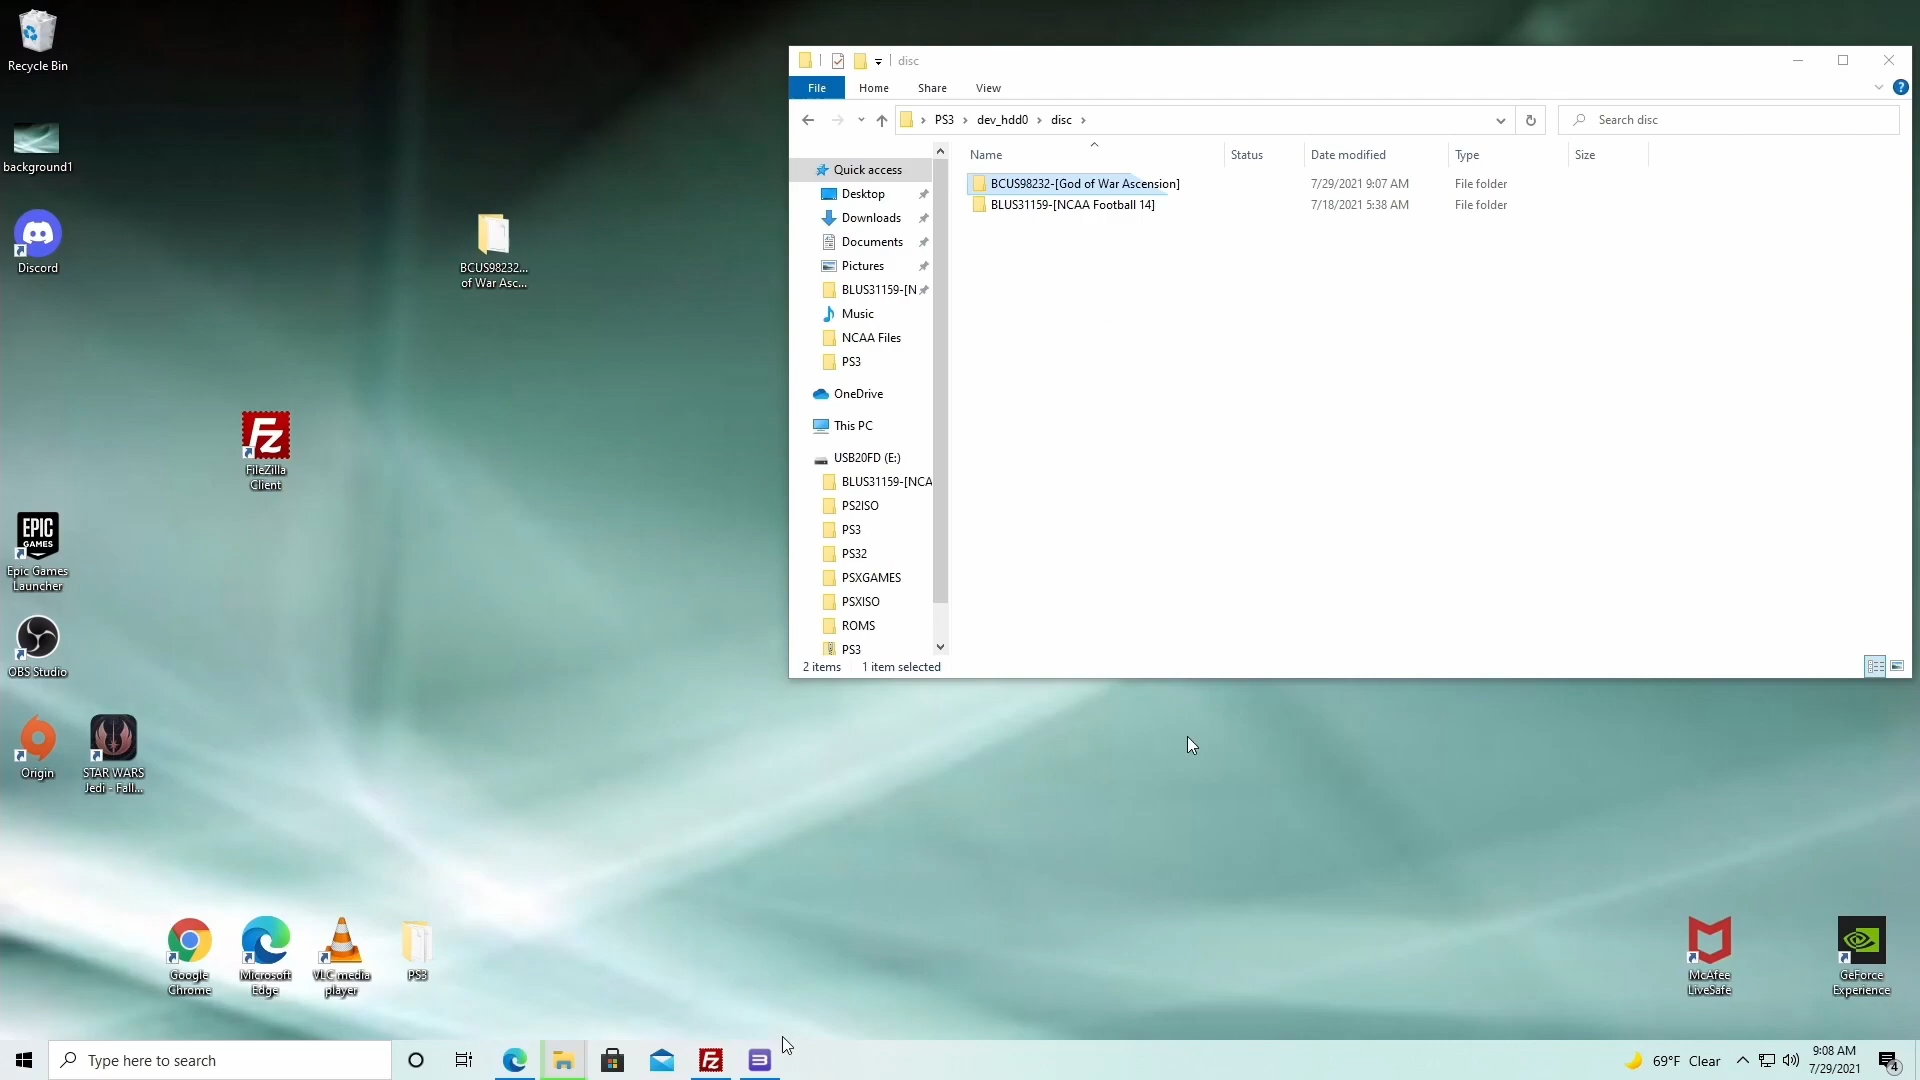 Recycle Bin
background1
Discord
BCUS98232...
of War Asc...
FileZilla
Client
EPIC
GAMES
Epic Games
Launcher
OBS Studio
Origin
STAR WARS
Jedi - Fall...
Google
Chrome
Microsoft
Edge
VLC media
player
PS3
McAfee
LiveSafe
GeForce
Experience
disc
File Home Share View
PS3 dev_hdd0 disc
Search disc
Name Status Date modified Type Size
BCUS98232-[God of War Ascension] 7/29/2021 9:07 AM File folder
BLUS31159-[NCAA Football 14] 7/18/2021 5:38 AM File folder
Quick access
Desktop
Downloads
Documents
Pictures
BLUS31159-[N
Music
NCAA Files
PS3
OneDrive
This PC
USB20FD (E:)
BLUS31159-[NCA
PS2ISO
PS3
PS32
PSXGAMES
PSXISO
ROMS
PS3
2 items 1 item selected
Type here to search
69°F Clear
9:08 AM
7/29/2021
4